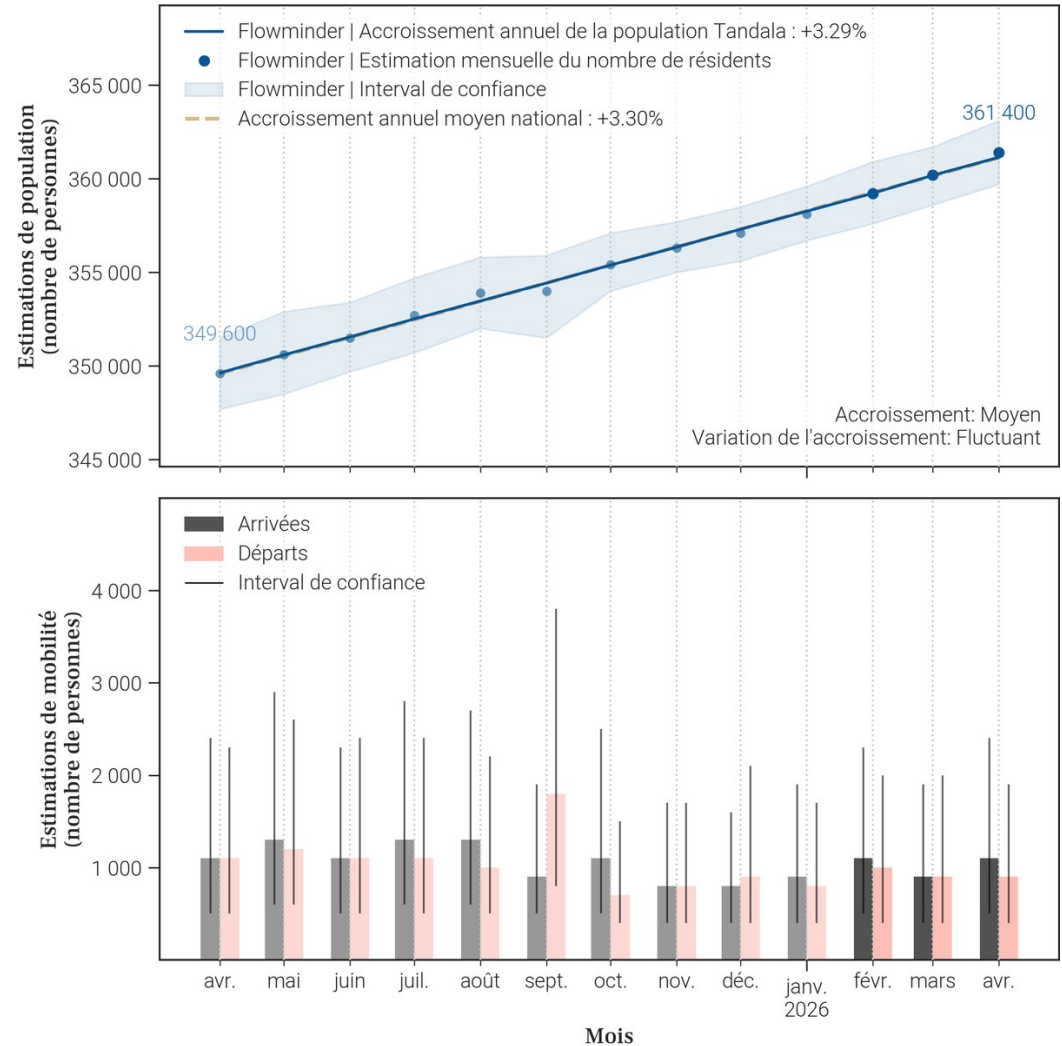 Flowminder | Accroissement annuel de la population Tandala : +3.29%
Flowminder | Estimation mensuelle du nombre de résidents
Flowminder | Interval de confiance
Accroissement annuel moyen national : +3.30%
Estimations de population
(nombre de personnes)
365 000
360 000
355 000
350 000
345 000
349 600
361 400
Accroissement: Moyen
Variation de l'accroissement: Fluctuant
Arrivées
Départs
Interval de confiance
Estimations de mobilité
(nombre de personnes)
4 000
3 000
2 000
1 000
avr. mai juin juil. août sept. oct. nov. déc. janv. févr. mars avr.
2026
Mois